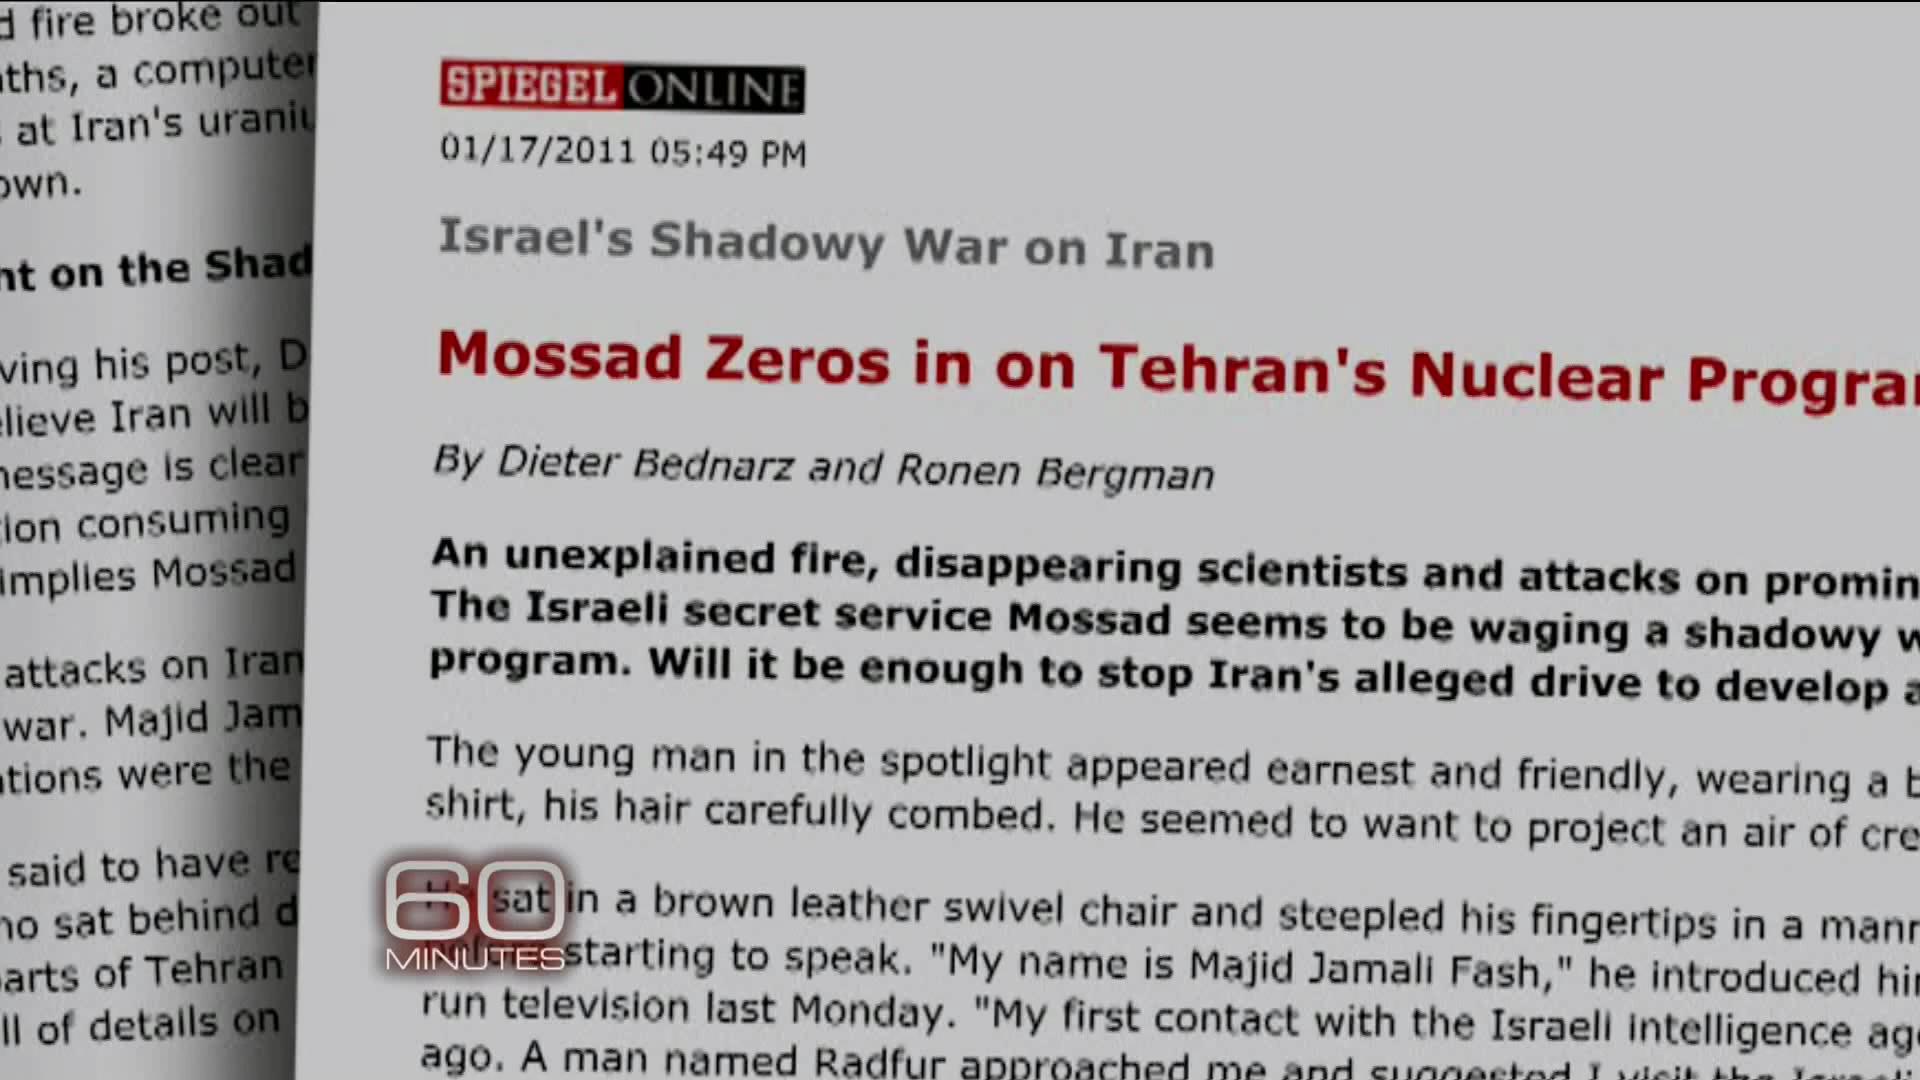 d fire broke out
ths, a computer
at Iran's
own.
nt on the Shad
ving his post, D
elieve Iran will b
message is clear
ion consuming
implies Mossad
attacks on Iran
war. Majid Jam
tions were the
said to have re
ho sat behind d
arts of Tehran
ll of details on
SPIEGEL ONLINE
01/17/2011 05:49 PM
Israel's Shadowy War on Iran
Mossad Zeros in on Tehran's Nuclear Progra
By Dieter Bednarz and Ronen Bergman
An unexplained fire, disappearing scientists and attacks on promin
The Israeli secret service Mossad seems to be waging a shadowy w
program. Will it be enough to stop Iran's alleged drive to develop a
The young man in the spotlight appeared earnest and friendly, wearing a b
shirt, his hair carefully combed. He seemed to want to project an air of cre
He sat in a brown leather swivel chair and steepled his fingertips in a mann
before starting to speak. "My name is Majid Jamali Fash," he introduced him
run television last Monday. "My first contact with the Israeli intelligence age
ago. A man named Radfur approached me and suggested I visit the Israeli
60
MINUTES